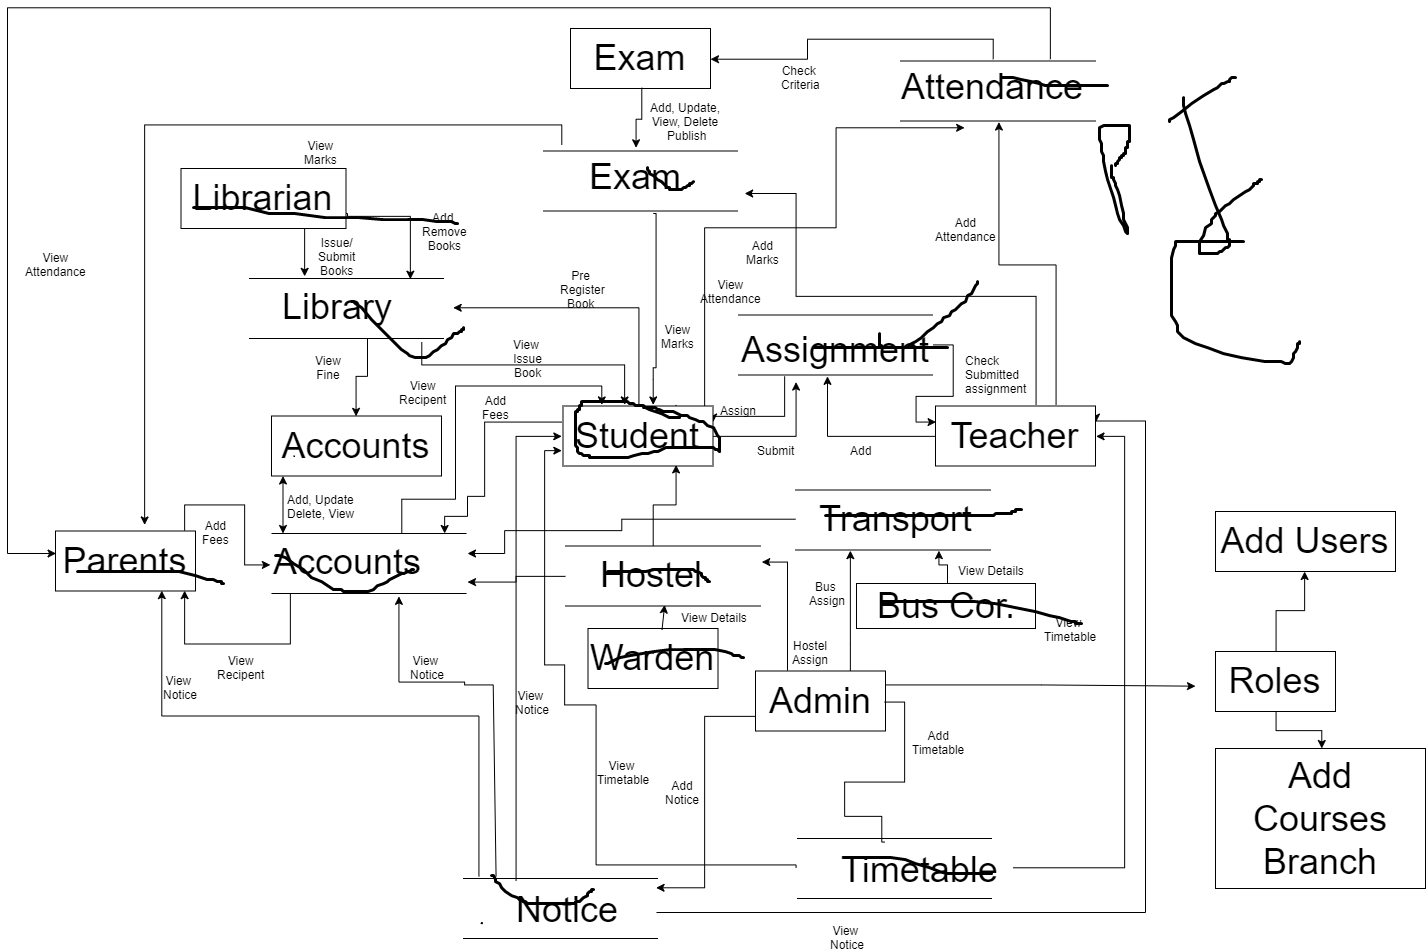 Exam
Check
Criteria
Attendance
Add, Update,
View, Delete
Publish
View
Marks
Exam
Librarian
Add
Remove
Books
Issue/
Submit
Books
View
Attendance
Add
Marks
Add
Attendance
Pre
Register
Book
View
Attendance
Library
View
Marks
Assignment
View
Fine
View
Issue
Book
Check
Submitted
assignment
View
Recipent
Add
Fees
Assign
Accounts
Student
Teacher
Submit
Add
Add, Update
Delete, View
Add
Fees
Transport
Add Users
Parents
Accounts
Hostel
View Details
Bus
Assign
Bus Cor.
View Details
View
Timetable
Hostel
Assign
Warden
View
Recipent
View
Notice
View
Notice
View
Notice
Admin
Roles
Add
Timetable
View
Timetable
Add
Notice
Add
Courses
Branch
Timetable
Notice
View
Notice